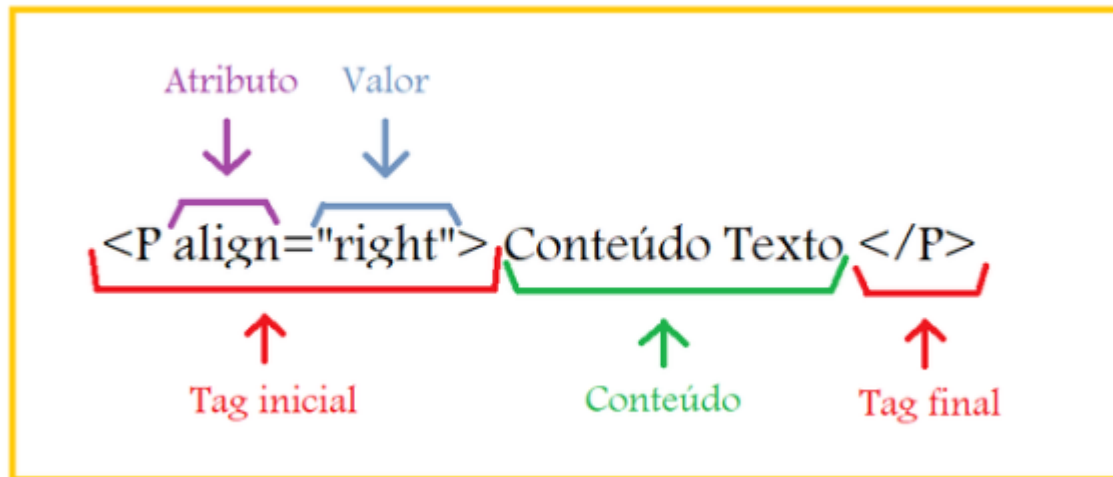 Atributo Valor
<P align="right"> Conteúdo Texto </P>
Tag inicial Conteúdo Tag final